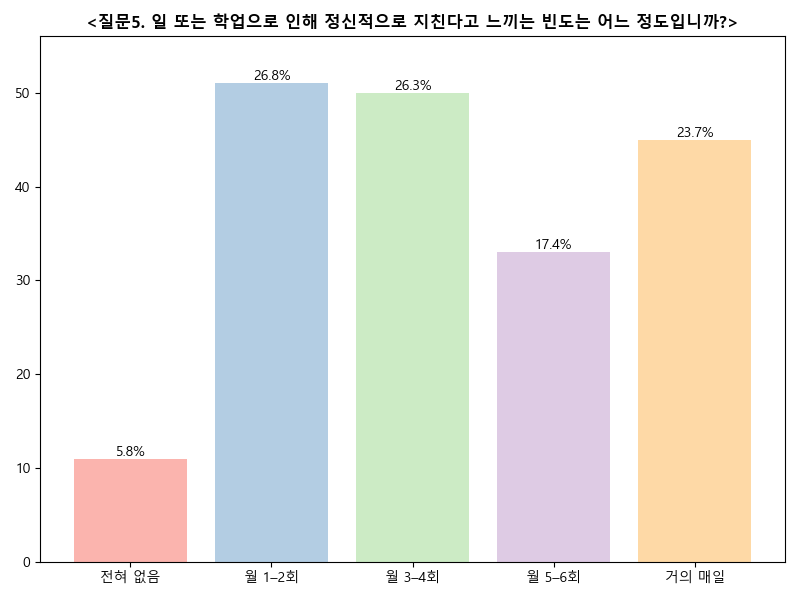 <질문5. 일 또는 학업으로 인해 정신적으로 지친다고 느끼는 빈도는 어느 정도입니까?>
50
40
30
20
10
0
5.8%
26.8%
26.3%
17.4%
23.7%
전혀 없음
월 1–2회
월 3–4회
월 5–6회
거의 매일